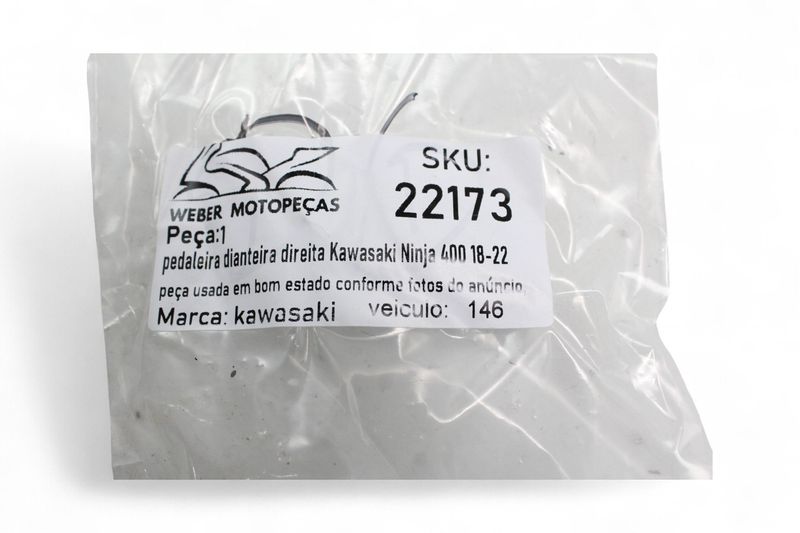 WEBER MOTOPEÇAS
SKU:
22173
Peça:1
pedaleira dianteira direita Kawasaki Ninja 400 18-22
peça usada em bom estado conforme fotos do anúncio,
Marca: kawasaki veiculo: 146